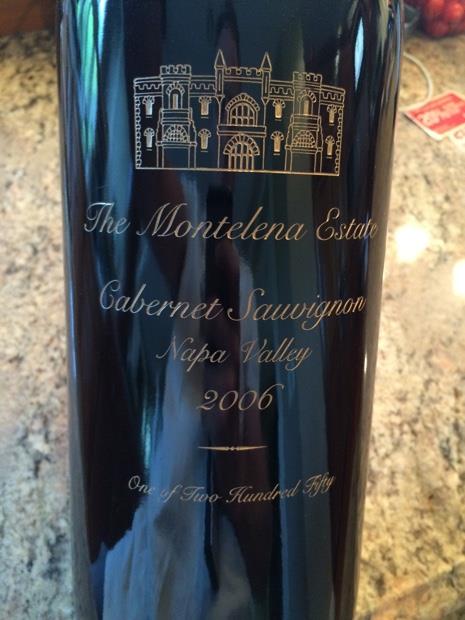 The Montelena Estate
Cabernet Sauvignon
Napa Valley
2006
One of Two Hundred Fifty